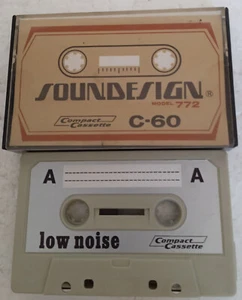 SOUNDESIGN®
MODEL 772
Compact Cassette
C-60
A A
low noise
Compact Cassette